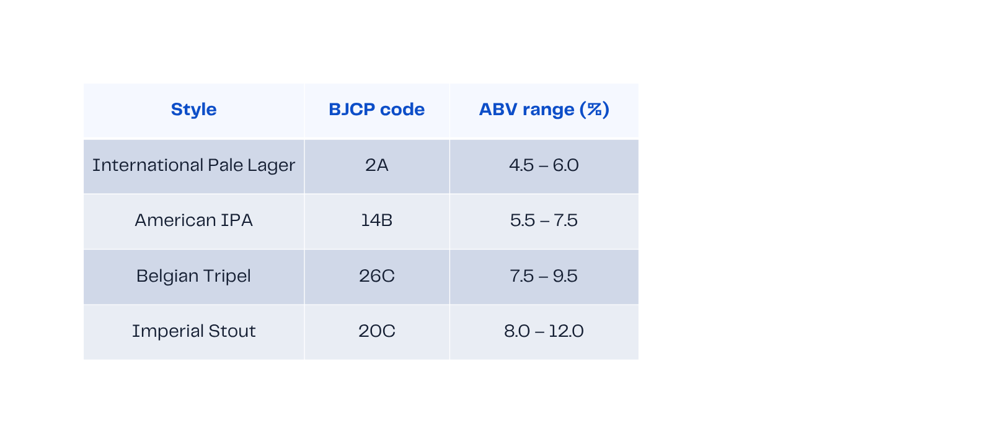 Style BJCP code ABV range (%)
International Pale Lager 2A 4.5 – 6.0
American IPA 14B 5.5 – 7.5
Belgian Tripel 26C 7.5 – 9.5
Imperial Stout 20C 8.0 – 12.0